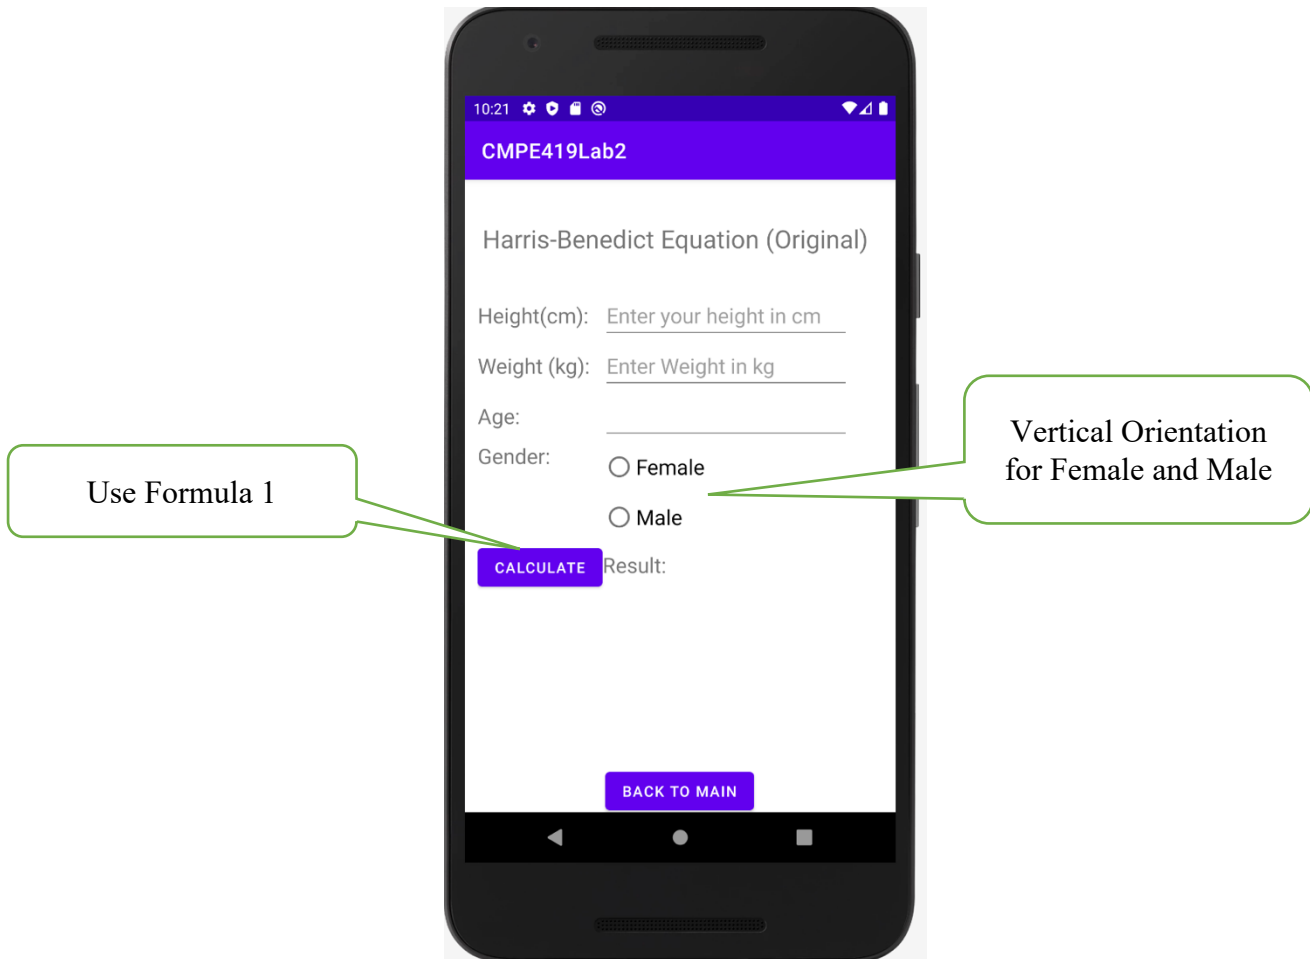 10:21
CMPE419Lab2
Harris-Benedict Equation (Original)
Height(cm): Enter your height in cm
Weight (kg): Enter Weight in kg
Age:
Gender: Female
Male
CALCULATE Result:
BACK TO MAIN
Use Formula 1
Vertical Orientation
for Female and Male